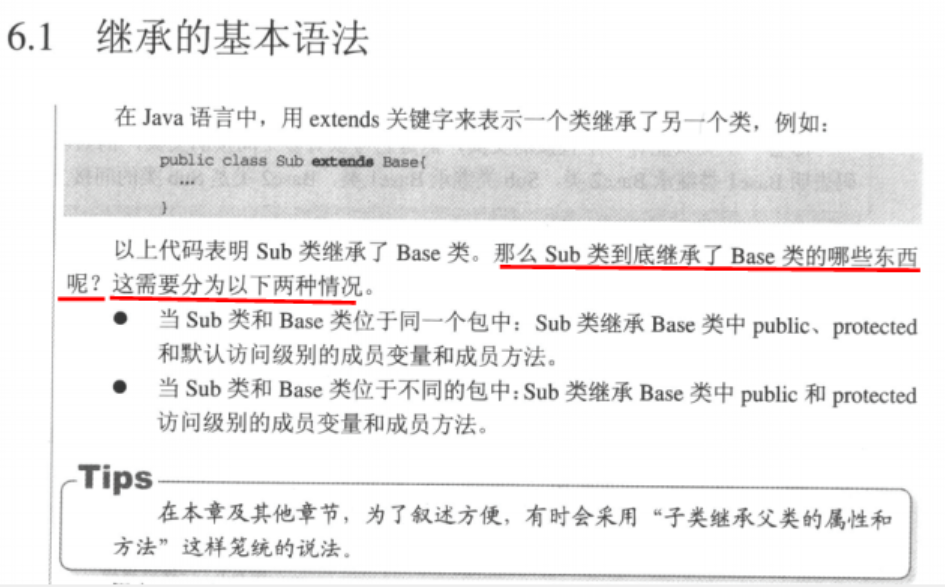 6.1 继承的基本语法
在 Java 语言中，用 extends 关键字来表示一个类继承了另一个类，例如：
public class Sub extends Base{
…
}
以上代码表明 Sub 类继承了 Base 类。那么 Sub 类到底继承了 Base 类的哪些东西
呢？这需要分为以下两种情况。
● 当 Sub 类和 Base 类位于同一个包中：Sub 类继承 Base 类中 public、protected
和默认访问级别的成员变量和成员方法。
● 当 Sub 类和 Base 类位于不同的包中：Sub 类继承 Base 类中 public 和 protected
访问级别的成员变量和成员方法。
Tips
在本章及其他章节，为了叙述方便，有时会采用“子类继承父类的属性和
方法”这样笼统的说法。